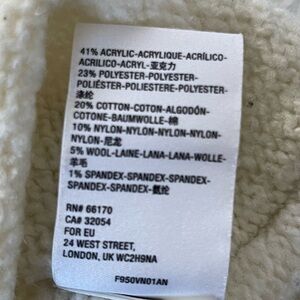 41% ACRYLIC-ACRYLIQUE-ACRÍLICO-
ACRILICO-ACRYL-亚克力
23% POLYESTER-POLYESTER-
POLIÉSTER-POLIESTERE-POLYESTER-
涤纶
20% COTTON-COTON-ALGODÓN-
COTONE-BAUMWOLLE-棉
10% NYLON-NYLON-NYLON-NYLON-
NYLON-尼龙
5% WOOL-LAINE-LANA-LANA-WOLLE-
羊毛
1% SPANDEX-SPANDEX-SPANDEX-
SPANDEX-SPANDEX-氨纶
RN# 66170
CA# 32054
FOR EU
24 WEST STREET,
LONDON, UK WC2H9NA
F950VN01AN